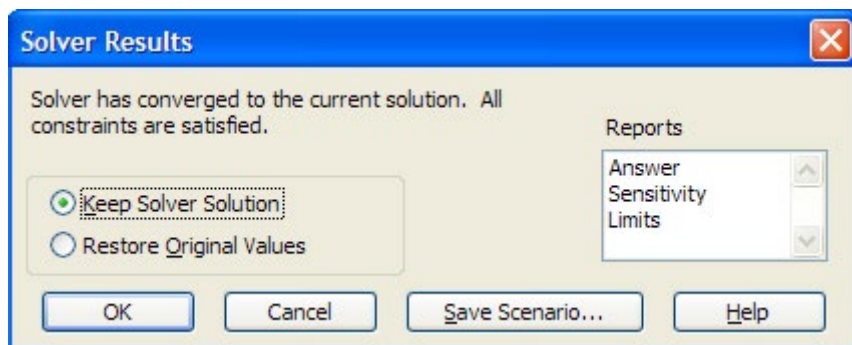 Solver Results
Solver has converged to the current solution. All
constraints are satisfied.
Reports
Answer
Sensitivity
Limits
Keep Solver Solution
Restore Original Values
OK
Cancel
Save Scenario...
Help